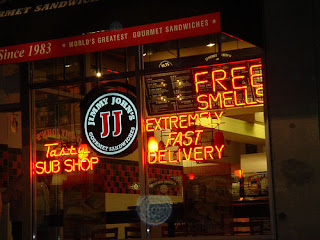 Since 1983 ★ WORLD'S GREATEST GOURMET SANDWICHES ★
JIMMY JOHN'S
JJ
GOURMET SANDWICHES
FREE
SMELLS
EXTREMELY
FAST
DELIVERY
Tasty
SUB SHOP